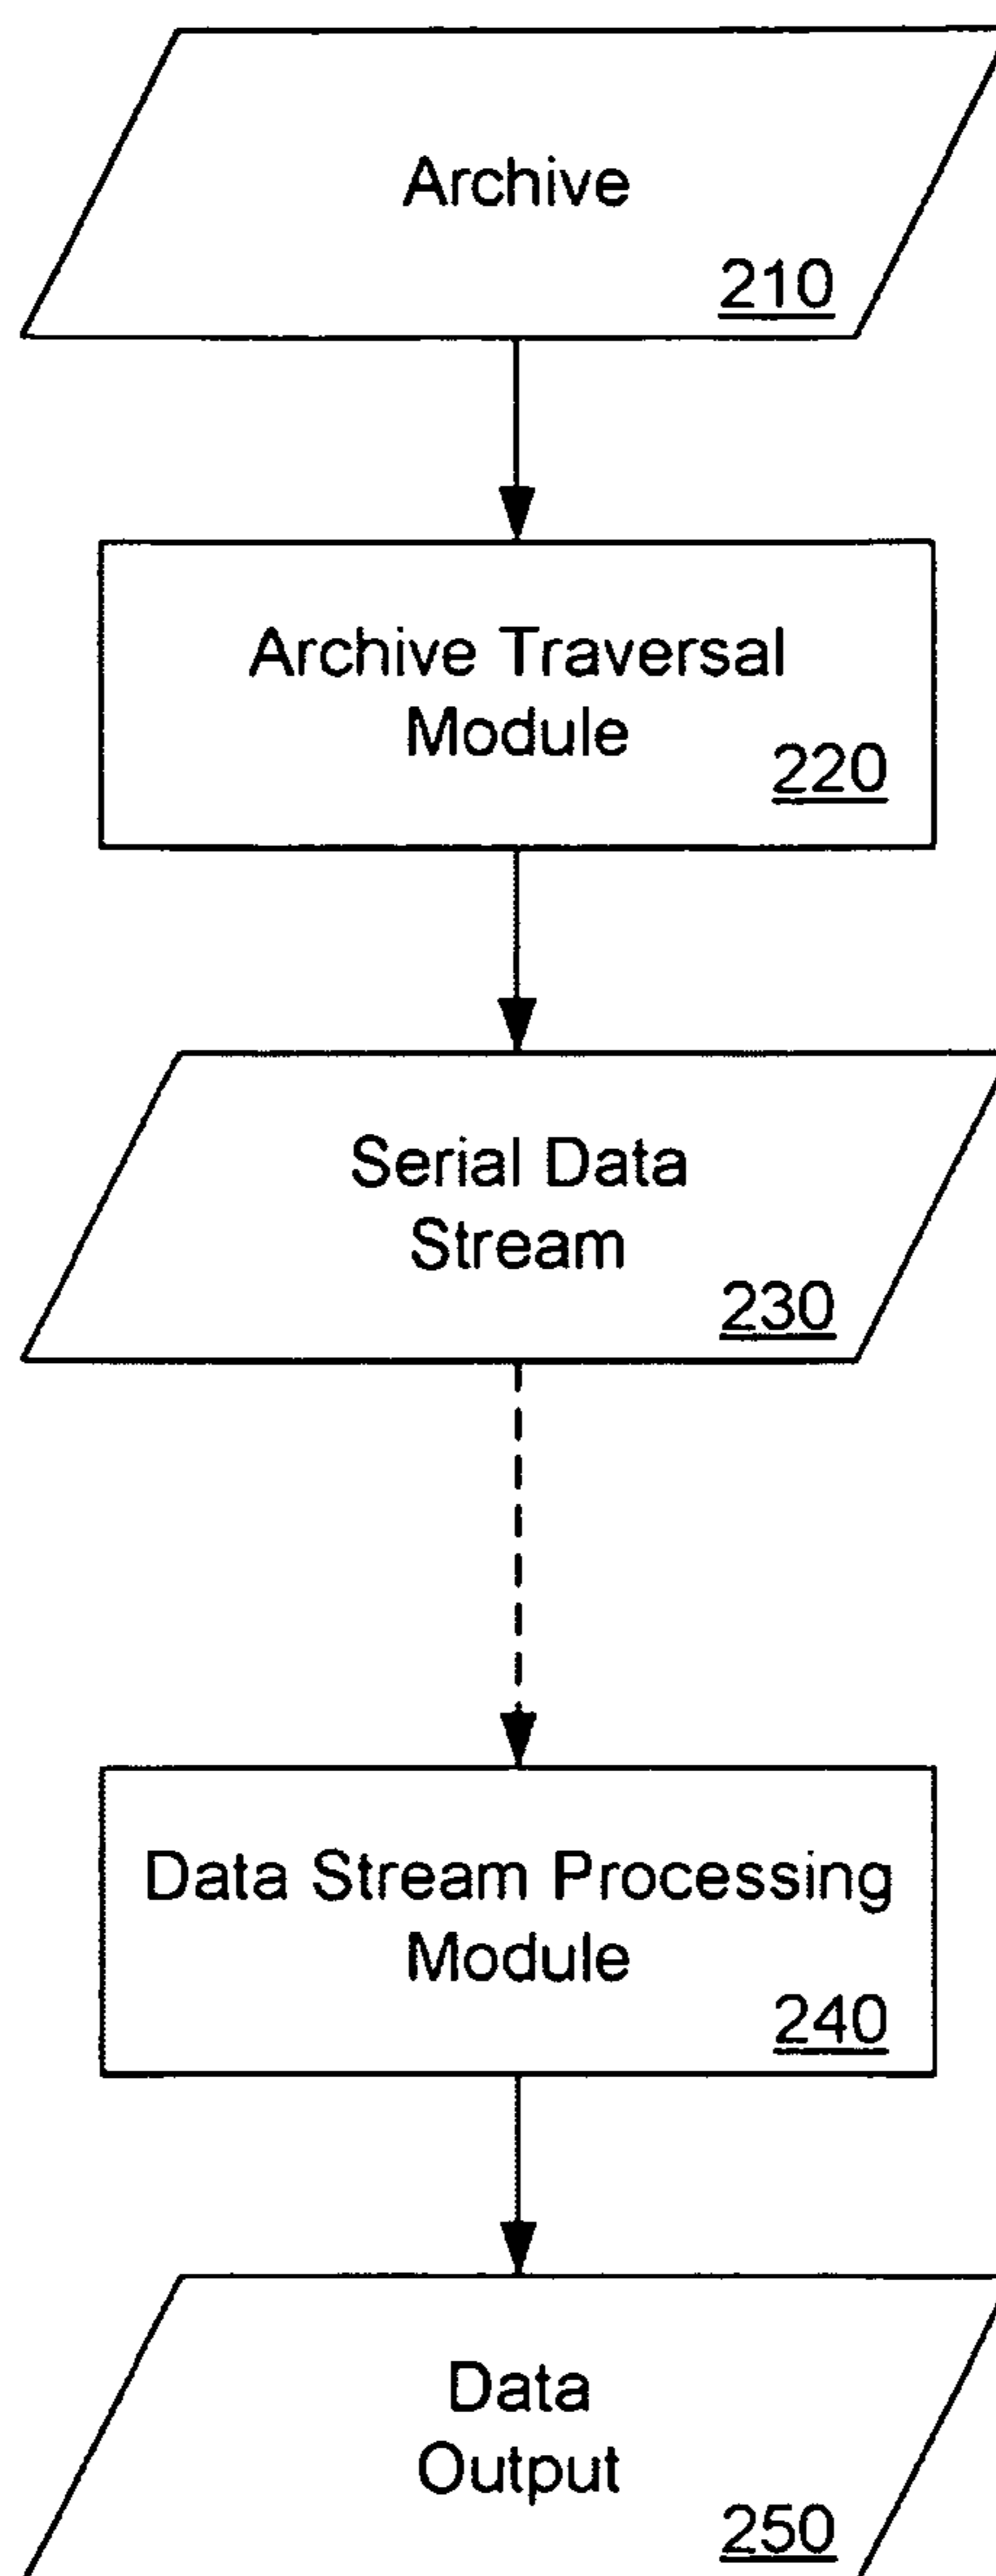 Archive
210
Archive Traversal
Module
220
Serial Data
Stream
230
Data Stream Processing
Module
240
Data
Output
250